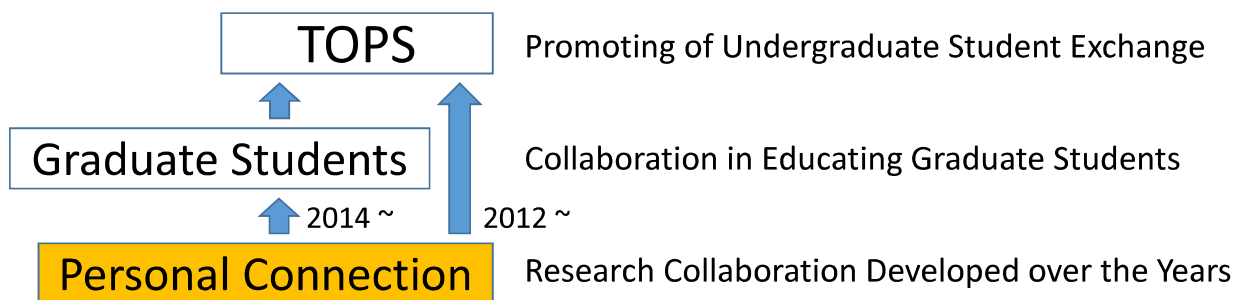 TOPS
Promoting of Undergraduate Student Exchange
Graduate Students
Collaboration in Educating Graduate Students
2014 ~
2012 ~
Personal Connection
Research Collaboration Developed over the Years